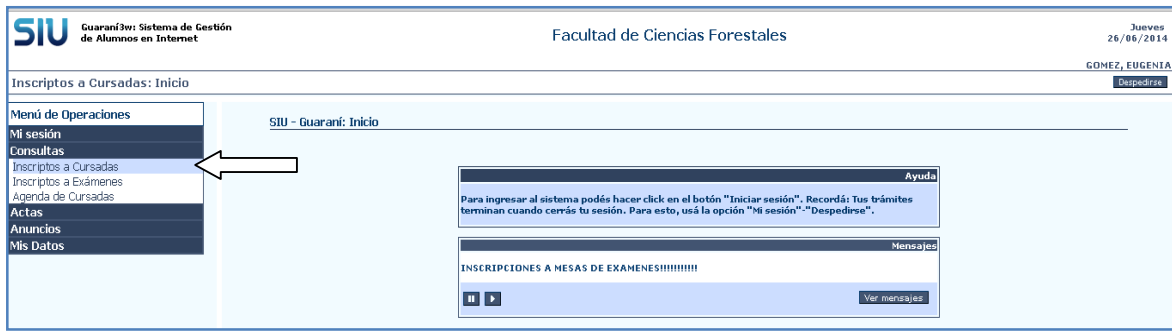 SIU
Guaraní3w: Sistema de Gestión
de Alumnos en Internet
Facultad de Ciencias Forestales
Jueves
26/06/2014
GOMEZ, EUGENIA
Inscriptos a Cursadas: Inicio
Despedirse
Menú de Operaciones
Mi sesión
Consultas
Inscriptos a Cursadas
Inscriptos a Exámenes
Agenda de Cursadas
Actas
Anuncios
Mis Datos
SIU - Guaraní: Inicio
Ayuda
Para ingresar al sistema podés hacer click en el botón "Iniciar sesión". Recordá: Tus trámites
terminan cuando cerrás tu sesión. Para esto, usá la opción "Mi sesión"-"Despedirse".
Mensajes
INSCRIPCIONES A MESAS DE EXAMENES!!!!!!!!!!!
Ver mensajes